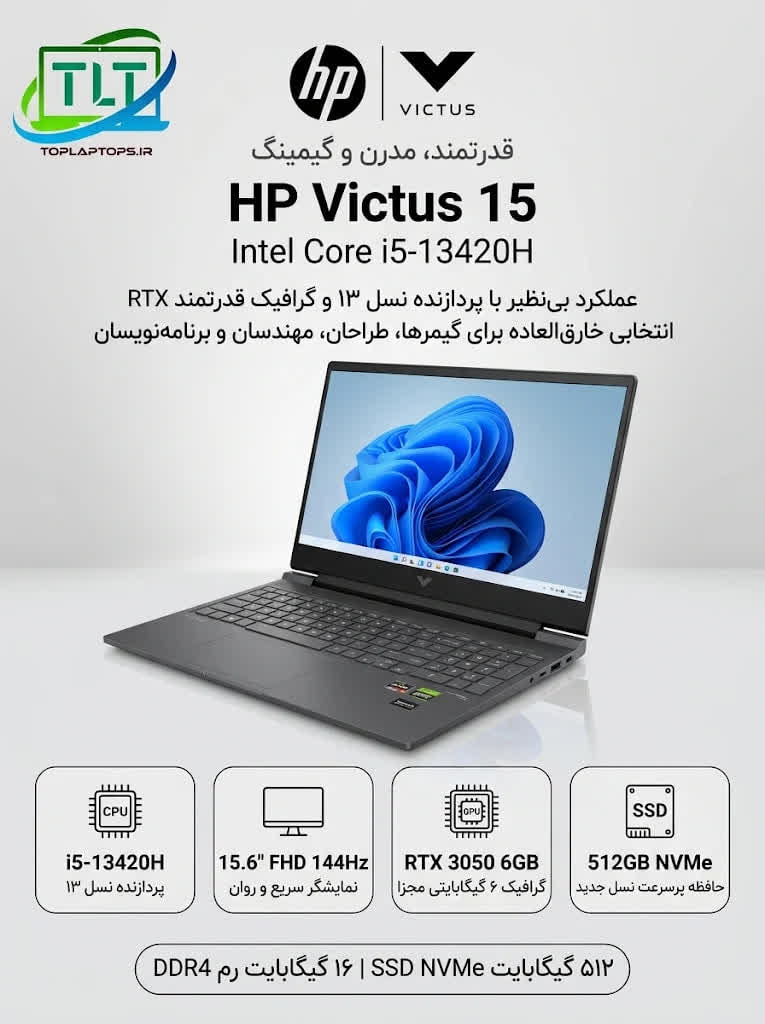 TLT
TOPLAPTOPS.IR
hp
VICTUS
قدرتمند، مدرن و گیمینگ
HP Victus 15
Intel Core i5-13420H
عملکرد بی‌نظیر با پردازنده نسل ۱۳ و گرافیک قدرتمند RTX
انتخابی خارق‌العاده برای گیمرها، طراحان، مهندسان و برنامه‌نویسان
CPU
i5-13420H
پردازنده نسل ۱۳
15.6" FHD 144Hz
نمایشگر سریع و روان
GPU
RTX 3050 6GB
گرافیک ۶ گیگابایتی مجزا
SSD
512GB NVMe
حافظه پرسرعت نسل جدید
۵۱۲ گیگابایت SSD NVMe | ۱۶ گیگابایت رم DDR4